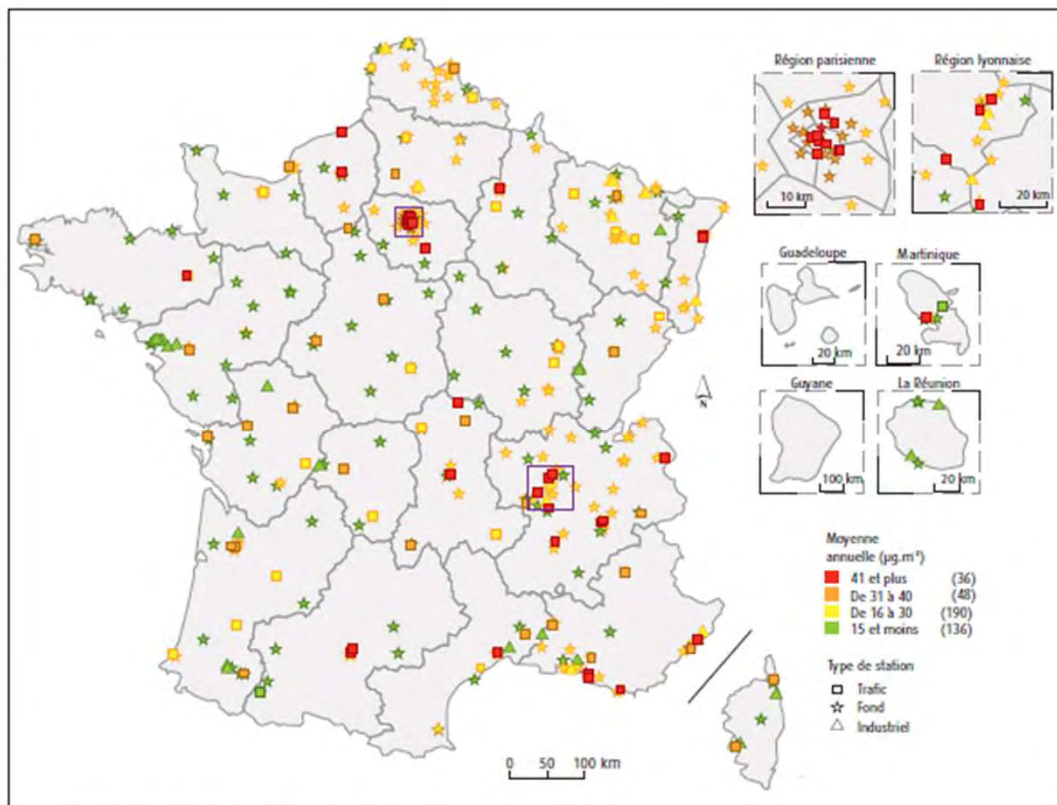 Région parisienne
10 km
Région lyonnaise
20 km
Guadeloupe
20 km
Martinique
20 km
Guyane
100 km
La Réunion
20 km
N
Moyenne
annuelle (µg.m³)
41 et plus (36)
De 31 à 40 (48)
De 16 à 30 (190)
15 et moins (136)
Type de station
Trafic
Fond
Industriel
0 50 100 km